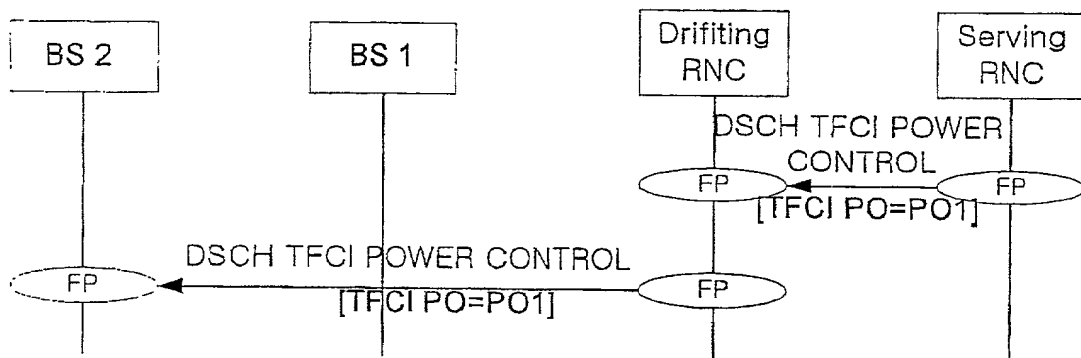 BS 2
BS 1
Drifiting
RNC
Serving
RNC
DSCH TFCI POWER
CONTROL
FP
FP
[TFCI PO=PO1]
DSCH TFCI POWER CONTROL
FP
FP
[TFCI PO=PO1]